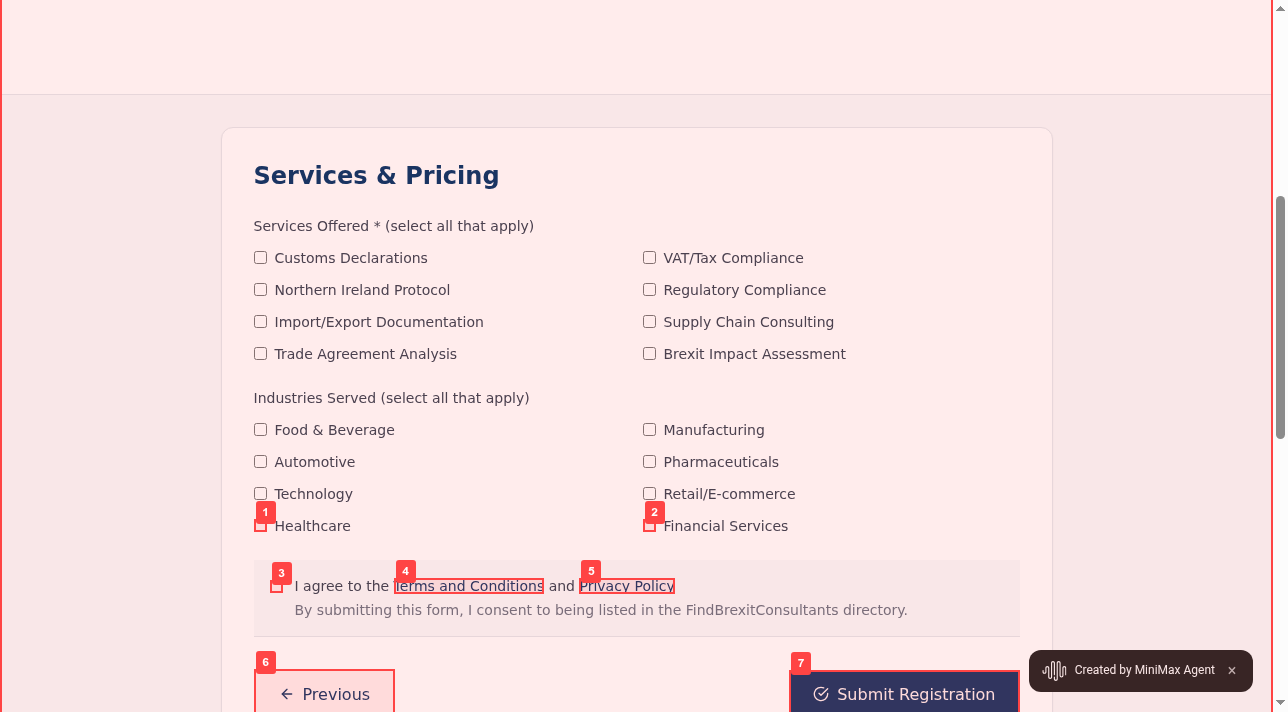 Services & Pricing
Services Offered * (select all that apply)
Customs Declarations
VAT/Tax Compliance
Northern Ireland Protocol
Regulatory Compliance
Import/Export Documentation
Supply Chain Consulting
Trade Agreement Analysis
Brexit Impact Assessment
Industries Served (select all that apply)
Food & Beverage
Manufacturing
Automotive
Pharmaceuticals
Technology
Retail/E-commerce
1
2
Healthcare
Financial Services
3 4 5
I agree to the Terms and Conditions and Privacy Policy
By submitting this form, I consent to being listed in the FindBrexitConsultants directory.
6
7
Previous
Submit Registration
Created by MiniMax Agent ×